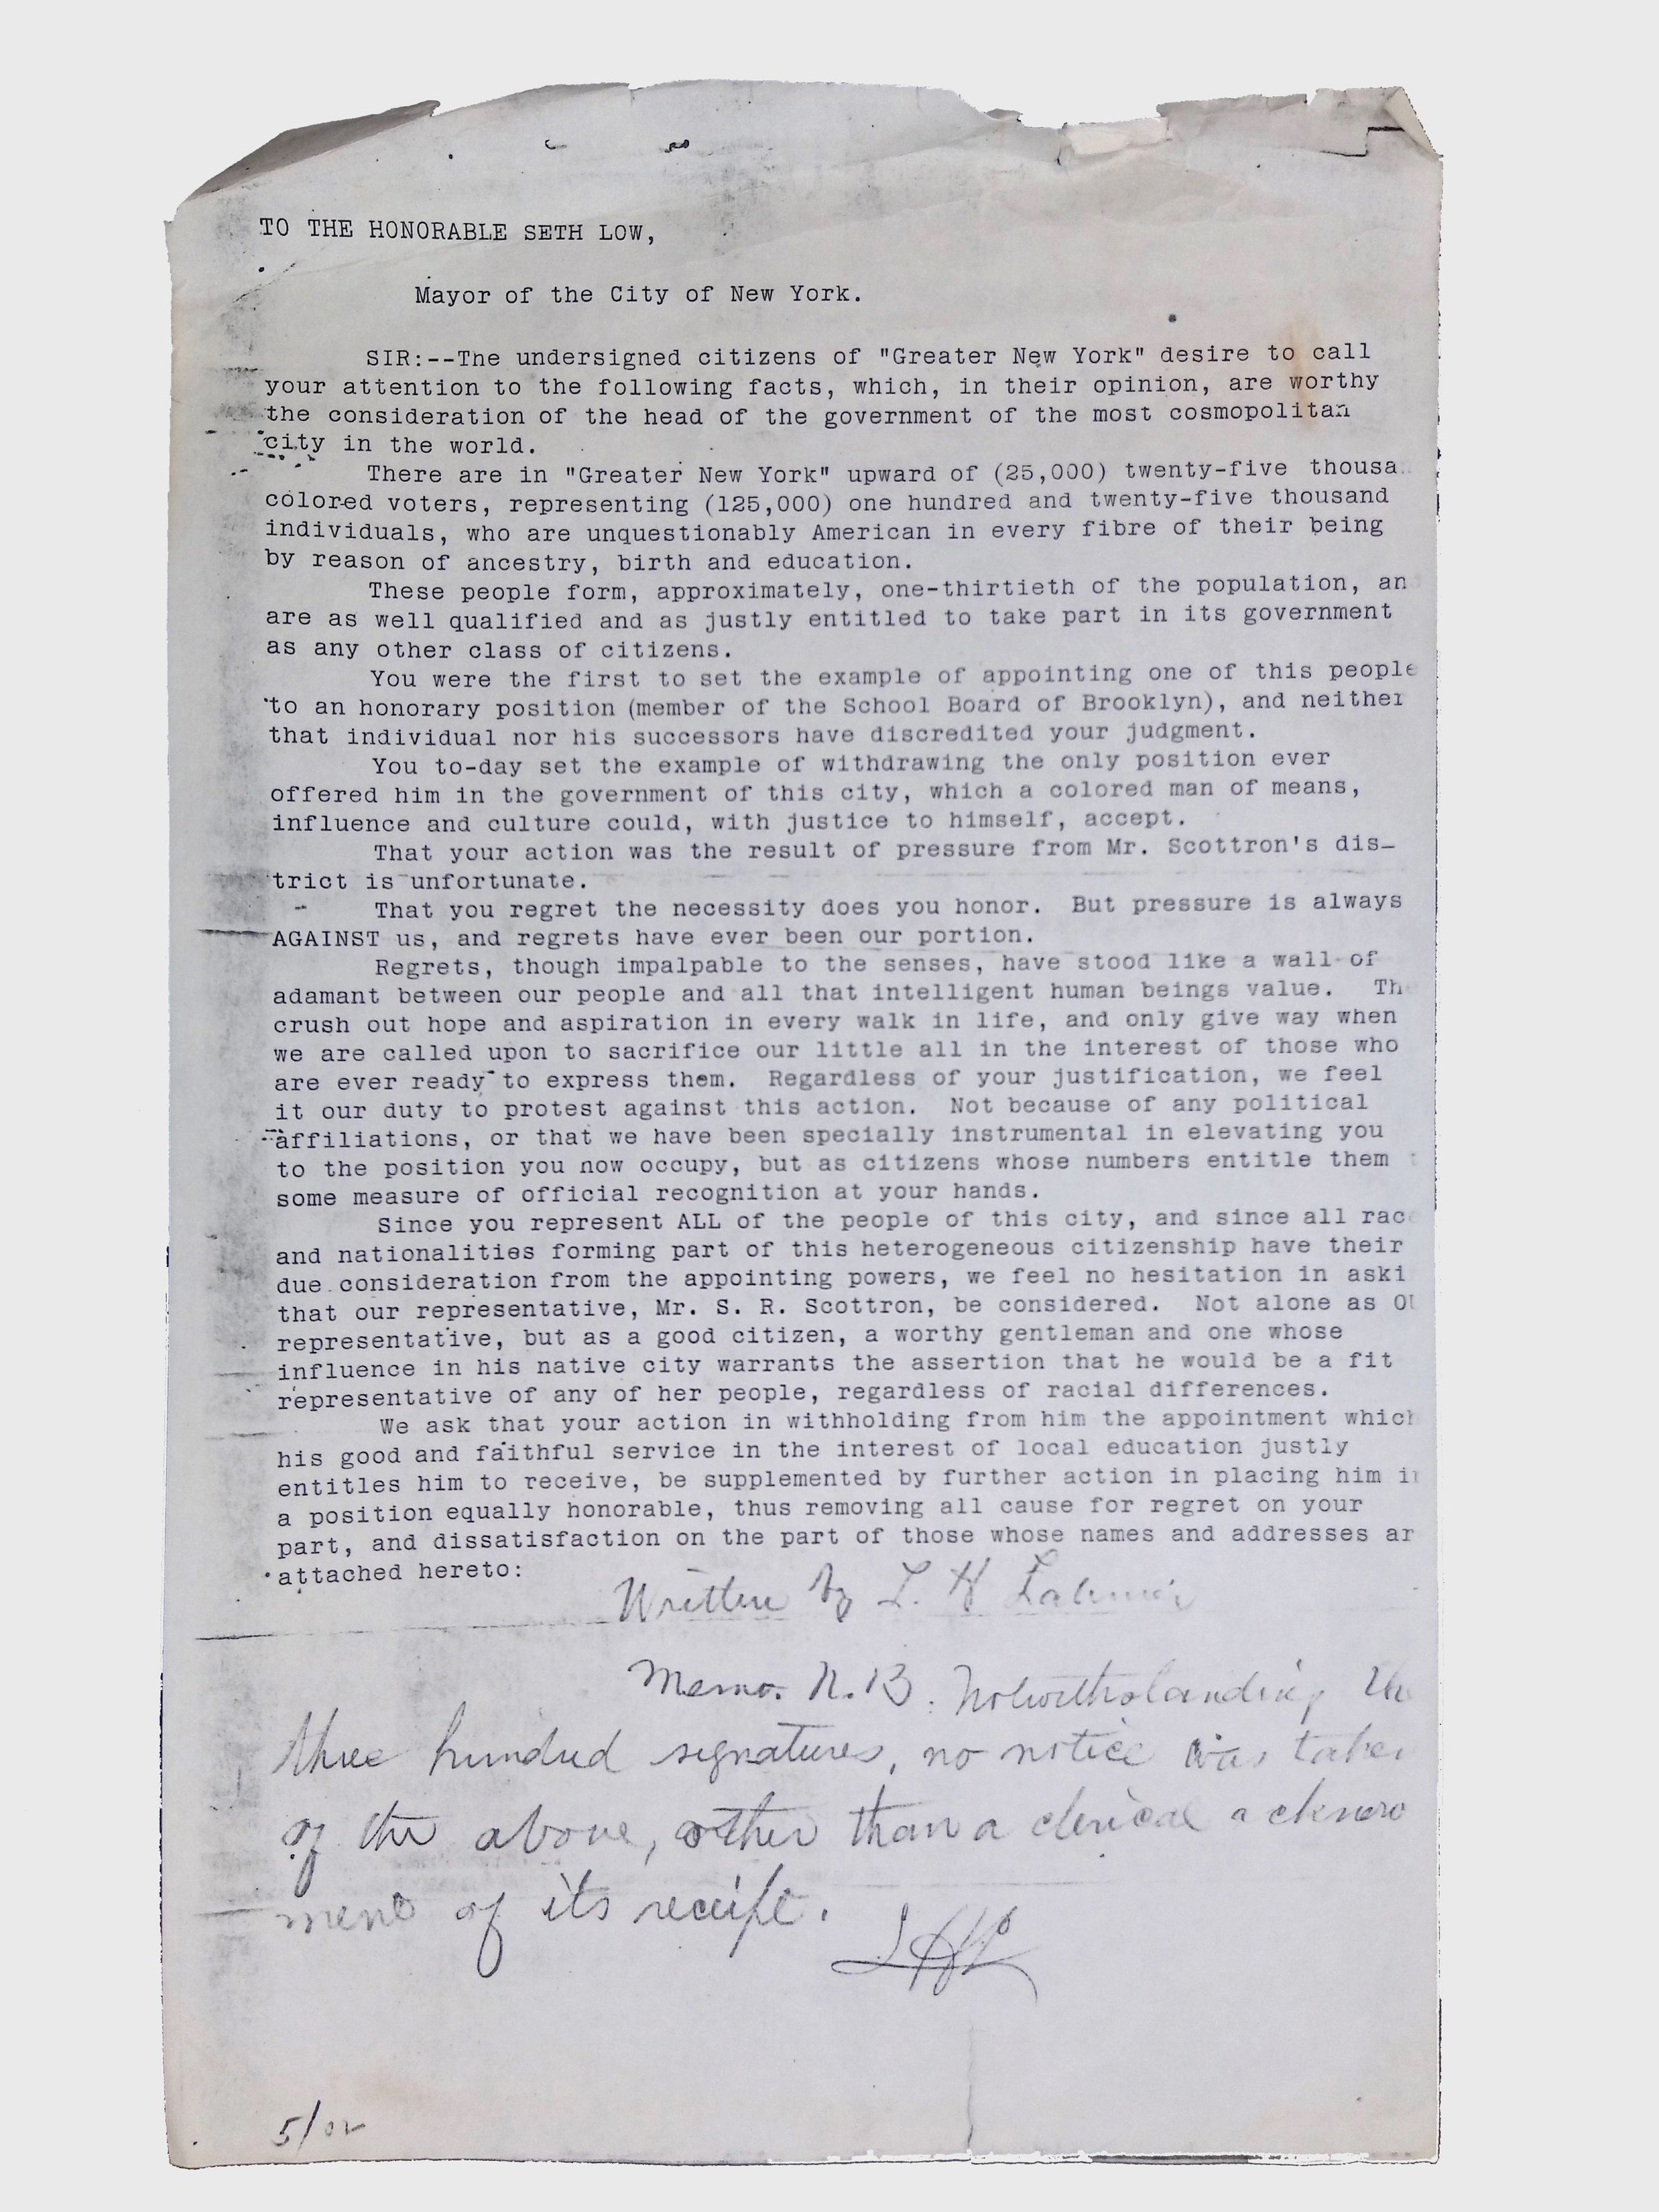 TO THE HONORABLE SETH LOW,
Mayor of the City of New York.
SIR:--The undersigned citizens of "Greater New York" desire to call
your attention to the following facts, which, in their opinion, are worthy
the consideration of the head of the government of the most cosmopolitan
city in the world.
There are in "Greater New York" upward of (25,000) twenty-five thousa
colored voters, representing (125,000) one hundred and twenty-five thousand
individuals, who are unquestionably American in every fibre of their being
by reason of ancestry, birth and education.
These people form, approximately, one-thirtieth of the population, an
are as well qualified and as justly entitled to take part in its government
as any other class of citizens.
You were the first to set the example of appointing one of this people
to an honorary position (member of the School Board of Brooklyn), and neither
that individual nor his successors have discredited your judgment.
You to-day set the example of withdrawing the only position ever
offered him in the government of this city, which a colored man of means,
influence and culture could, with justice to himself, accept.
That your action was the result of pressure from Mr. Scottron's dis-
trict is unfortunate.
That you regret the necessity does you honor. But pressure is always
AGAINST us, and regrets have ever been our portion.
Regrets, though impalpable to the senses, have stood like a wall of
adamant between our people and all that intelligent human beings value. The
crush out hope and aspiration in every walk in life, and only give way when
we are called upon to sacrifice our little all in the interest of those who
are ever ready to express them. Regardless of your justification, we feel
it our duty to protest against this action. Not because of any political
affiliations, or that we have been specially instrumental in elevating you
to the position you now occupy, but as citizens whose numbers entitle them
some measure of official recognition at your hands.
Since you represent ALL of the people of this city, and since all race
and nationalities forming part of this heterogeneous citizenship have their
due consideration from the appointing powers, we feel no hesitation in aski
that our representative, Mr. S. R. Scottron, be considered. Not alone as OU
representative, but as a good citizen, a worthy gentleman and one whose
influence in his native city warrants the assertion that he would be a fit
representative of any of her people, regardless of racial differences.
We ask that your action in withholding from him the appointment which
his good and faithful service in the interest of local education justly
entitles him to receive, be supplemented by further action in placing him in
a position equally honorable, thus removing all cause for regret on your
part, and dissatisfaction on the part of those whose names and addresses ar
attached hereto:
Written by L. H. Latimer
Memo. N.B. Notwithstanding the
three hundred signatures, no notice was taken
of the above, other than a clerical acknow
ment of its receipt.
LHL
5/02